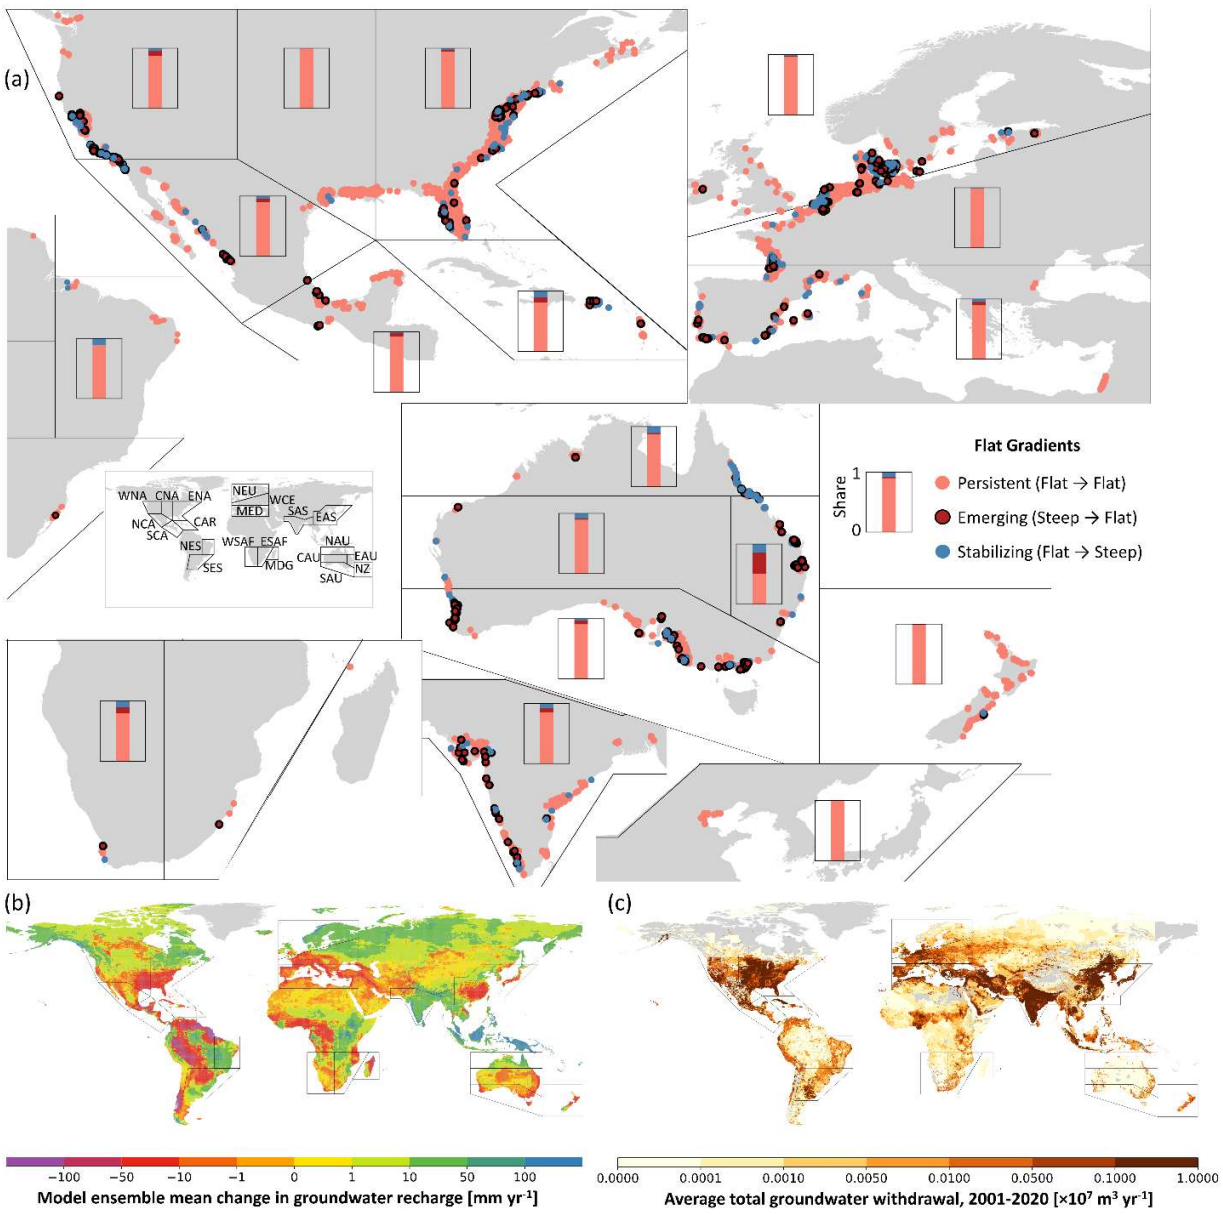 (a)
Flat Gradients
1
Share
0
Persistent (Flat → Flat)
Emerging (Steep → Flat)
Stabilizing (Flat → Steep)
WNA CNA ENA
NEU
WCE
MED
SAS
EAS
NCA
SCA
CAR
NES
SES
WSAF ESAF
MDG
NAU
CAU
EAU
SAU
NZ
(b)
−100 −50 −10 −1 0 1 10 50 100
Model ensemble mean change in groundwater recharge [mm yr⁻¹]
(c)
0.0000 0.0001 0.0010 0.0050 0.0100 0.0500 0.1000 1.0000
Average total groundwater withdrawal, 2001-2020 [×10⁷ m³ yr⁻¹]